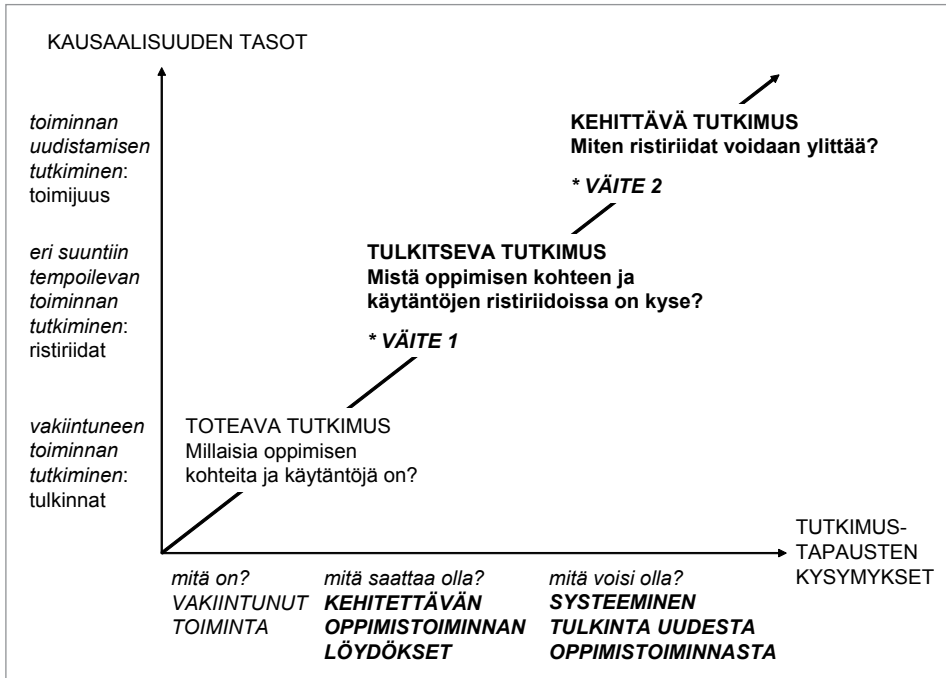 KAUSAALISUUDEN TASOT
toiminnan
uudistamisen
tutkiminen:
toimijuus
KEHITTÄVÄ TUTKIMUS
Miten ristiriidat voidaan ylittää?
* VÄITE 2
eri suuntiin
tempoilevan
toiminnan
tutkiminen:
ristiriidat
TULKITSEVA TUTKIMUS
Mistä oppimisen kohteen ja
käytäntöjen ristiriidoissa on kyse?
* VÄITE 1
vakiintuneen
toiminnan
tutkiminen:
tulkinnat
TOTEAVA TUTKIMUS
Millaisia oppimisen
kohteita ja käytäntöjä on?
TUTKIMUS-
TAPAUSTEN
KYSYMYKSET
mitä on?
VAKIINTUNUT
TOIMINTA
mitä saattaa olla?
KEHITETTÄVÄN
OPPIMISTOIMINNAN
LÖYDÖKSET
mitä voisi olla?
SYSTEEMINEN
TULKINTA UUDESTA
OPPIMISTOIMINNASTA